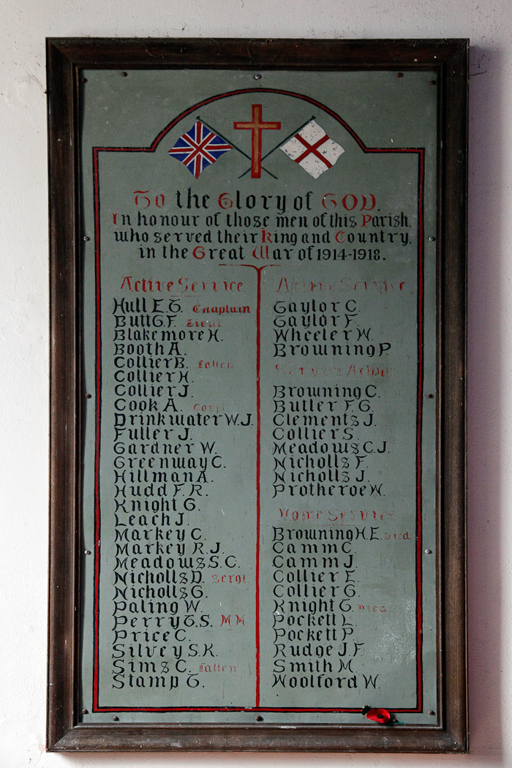 To the Glory of GOD.
In honour of those men of this Parish,
who served their King and Country,
in the Great War of 1914-1918.
Active Service
Hull E.G. Chaplain
Butt G.F. Lieut
Blakemore H.
Booth A.
Collier B. Fallen
Collier H.
Collier J.
Cook A. Corp
Drinkwater W.J.
Fuller J.
Gardner W.
Greenway C.
Hillman A.
Hudd F.R.
Knight G.
Leach J.
Markey C.
Markey R.J.
Meadows S.C.
Nicholls D. Sergt.
Nicholls G.
Paling W.
Perry E.S. MM
Price C.
Silvey S.K.
Sims C. Fallen
Stamp G.
Active Service
Gaylor C.
Gaylor F.
Wheeler W.
Browning P
Service
Browning C.
Butler F.G.
Clements J.
Collier S.
Meadows C.J.
Nicholls F.
Nicholls J.
Protheroe W.
Home Service
Browning H.E. Died
Camm C.
Camm J.
Collier E.
Collier G.
Knight G. Died
Pockett L.
Pockett P.
Rudge J.F.
Smith M.
Woolford W.